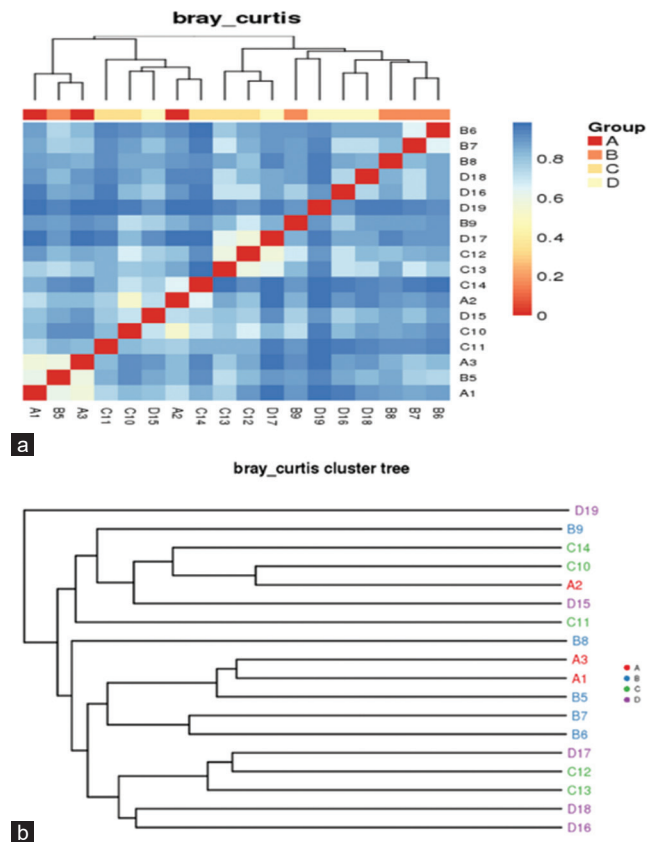 bray_curtis
B6
B7
B8
D18
D16
D19
B9
D17
C12
C13
C14
A2
D15
C10
C11
A3
B5
A1
A1 B5 A3 C11 C10 D15 A2 C14 C13 C12 D17 B9 D19 D16 D18 B8 B7 B6
0.8
0.6
0.4
0.2
0
Group
A
B
C
D
a
bray_curtis cluster tree
D19
B9
C14
C10
A2
D15
C11
B8
A3
A1
B5
B7
B6
D17
C12
C13
D18
D16
A
B
C
D
b